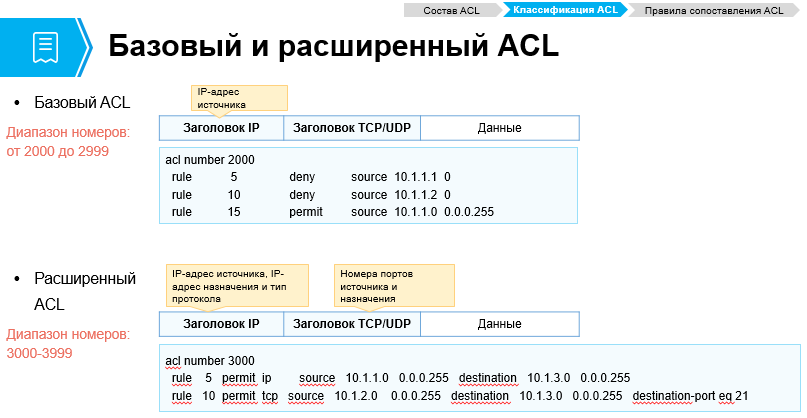 Состав ACL
Классификация ACL
Правила сопоставления ACL
Базовый и расширенный ACL
• Базовый ACL
Диапазон номеров:
от 2000 до 2999
IP-адрес
источника
Заголовок IP
Заголовок TCP/UDP
Данные
acl number 2000
rule 5 deny source 10.1.1.1 0
rule 10 deny source 10.1.1.2 0
rule 15 permit source 10.1.1.0 0.0.0.255
• Расширенный
ACL
Диапазон номеров:
3000-3999
IP-адрес источника, IP-
адрес назначения и тип
протокола
Номера портов
источника и
назначения
Заголовок IP
Заголовок TCP/UDP
Данные
acl number 3000
rule 5 permit ip source 10.1.1.0 0.0.0.255 destination 10.1.3.0 0.0.0.255
rule 10 permit tcp source 10.1.2.0 0.0.0.255 destination 10.1.3.0 0.0.0.255 destination-port eq 21